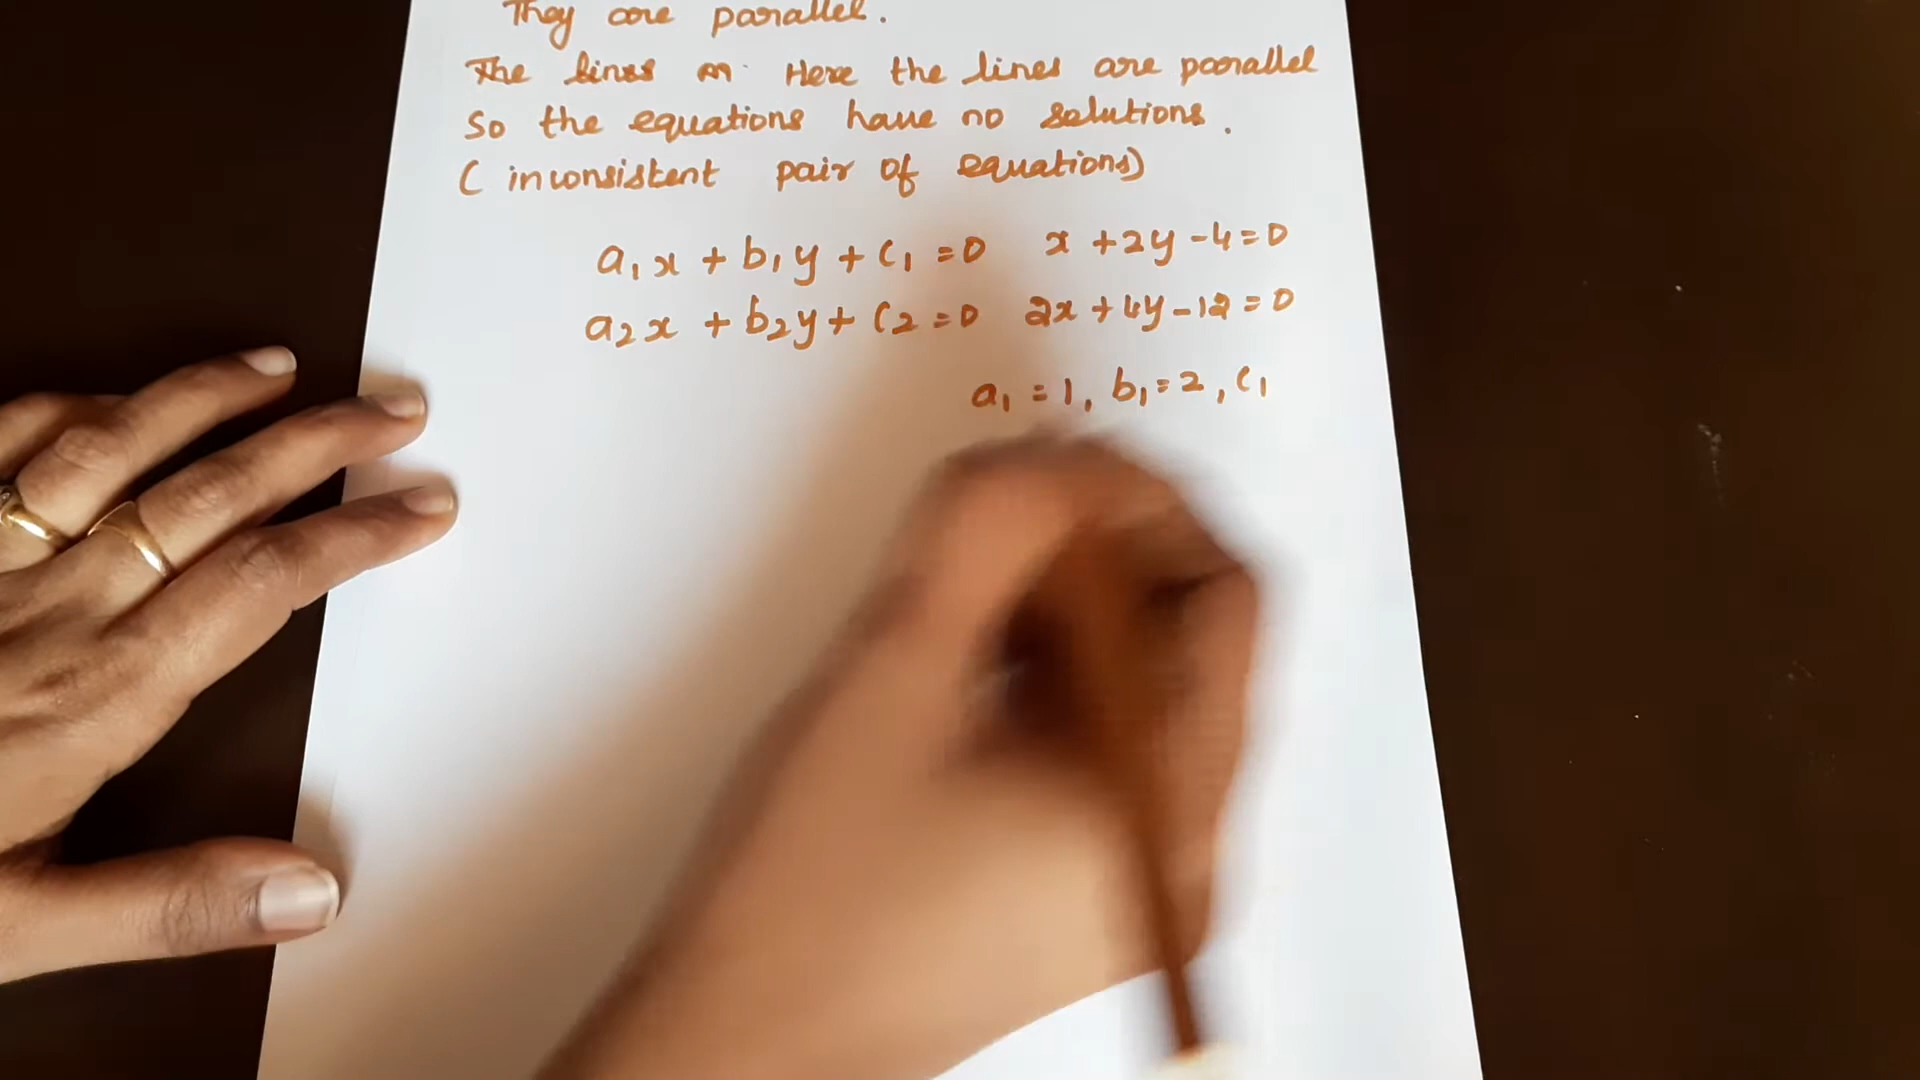 They are parallel.
The lines m. Here the lines are parallel
So the equations have no solutions.
( inconsistent pair of equations)
a₁x + b₁y + c₁ = 0 x + 2y - 4 = 0
a₂x + b₂y + c₂ = 0 2x + 4y - 12 = 0
a₁ = 1, b₁ = 2, c₁